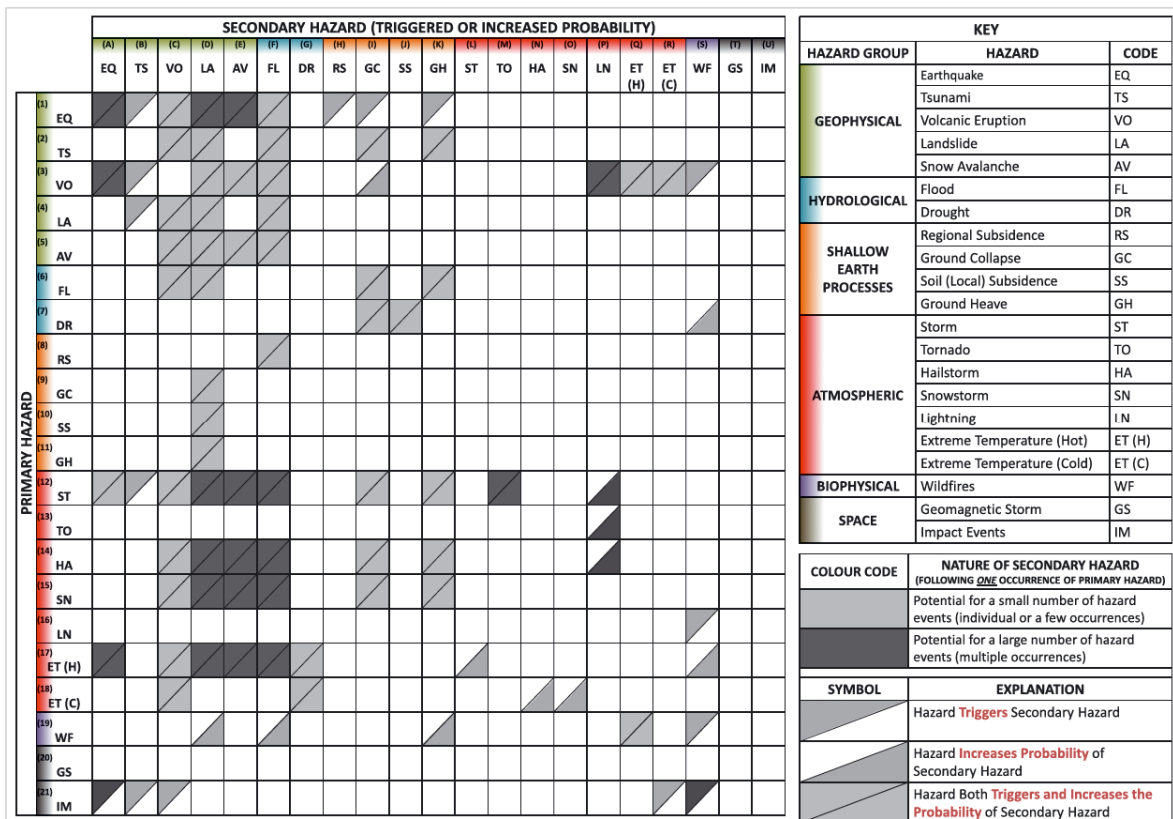 SECONDARY HAZARD (TRIGGERED OR INCREASED PROBABILITY)
(A) (B) (C) (D) (E) (F) (G) (H) (I) (J) (K) (L) (M) (N) (O) (P) (Q) (R) (S) (T) (U)
EQ TS VO LA AV FL DR RS GC SS GH ST TO HA SN LN ET (H) ET (C) WF GS IM
PRIMARY HAZARD
(1) EQ
(2) TS
(3) VO
(4) LA
(5) AV
(6) FL
(7) DR
(8) RS
(9) GC
(10) SS
(11) GH
(12) ST
(13) TO
(14) HA
(15) SN
(16) LN
(17) ET (H)
(18) ET (C)
(19) WF
(20) GS
(21) IM
KEY
HAZARD GROUP HAZARD CODE
GEOPHYSICAL
Earthquake EQ
Tsunami TS
Volcanic Eruption VO
Landslide LA
Snow Avalanche AV
HYDROLOGICAL
Flood FL
Drought DR
SHALLOW
EARTH
PROCESSES
Regional Subsidence RS
Ground Collapse GC
Soil (Local) Subsidence SS
Ground Heave GH
ATMOSPHERIC
Storm ST
Tornado TO
Hailstorm HA
Snowstorm SN
Lightning LN
Extreme Temperature (Hot) ET (H)
Extreme Temperature (Cold) ET (C)
BIOPHYSICAL
Wildfires WF
SPACE
Geomagnetic Storm GS
Impact Events IM
COLOUR CODE NATURE OF SECONDARY HAZARD
(FOLLOWING ONE OCCURRENCE OF PRIMARY HAZARD)
Potential for a small number of hazard
events (individual or a few occurrences)
Potential for a large number of hazard
events (multiple occurrences)
SYMBOL EXPLANATION
Hazard Triggers Secondary Hazard
Hazard Increases Probability of
Secondary Hazard
Hazard Both Triggers and Increases the
Probability of Secondary Hazard